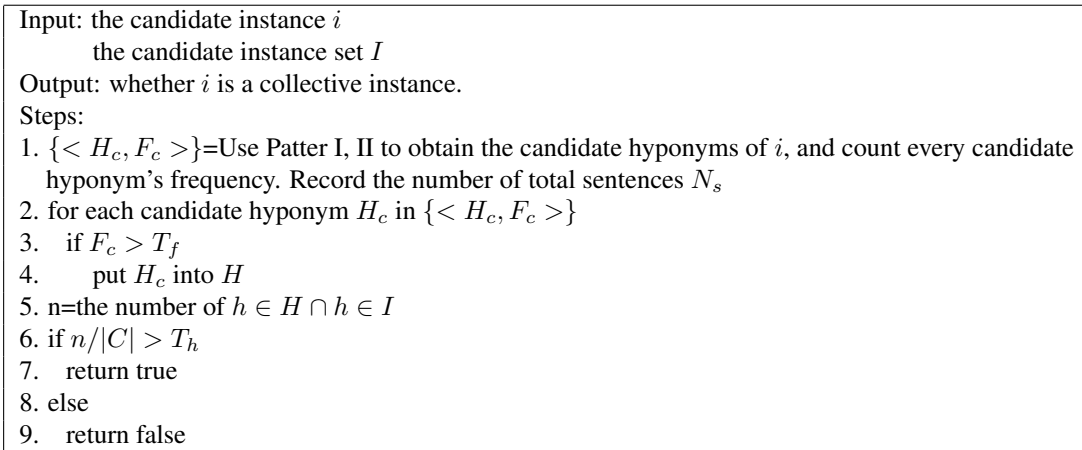 Input: the candidate instance i
the candidate instance set I
Output: whether i is a collective instance.
Steps:
1. {< H_c, F_c >}=Use Patter I, II to obtain the candidate hyponyms of i, and count every candidate
hyponym's frequency. Record the number of total sentences N_s
2. for each candidate hyponym H_c in {< H_c, F_c >}
3. if F_c > T_f
4. put H_c into H
5. n=the number of h ∈ H ∩ h ∈ I
6. if n/|C| > T_h
7. return true
8. else
9. return false